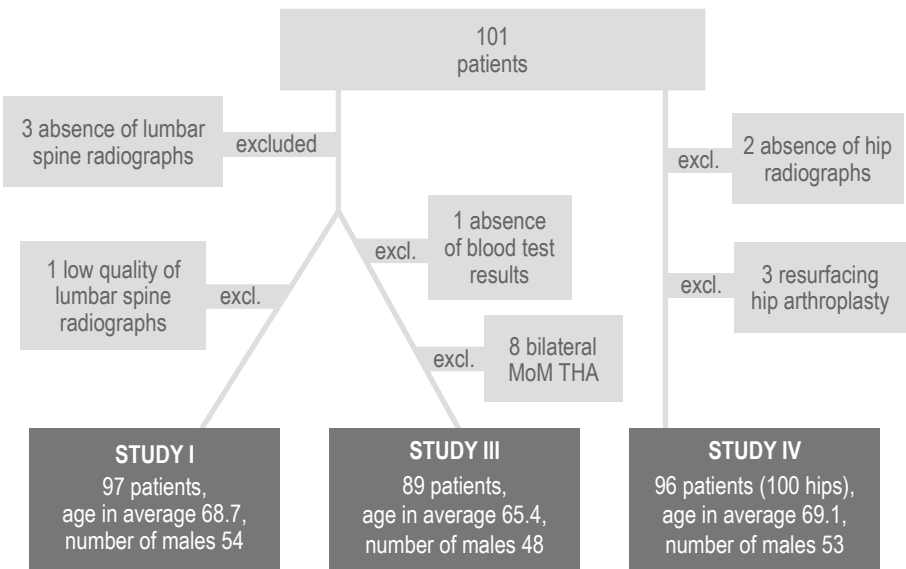 101
patients
3 absence of lumbar
spine radiographs
excluded
excl.
2 absence of hip
radiographs
1 absence
of blood test
results
excl.
1 low quality of
lumbar spine
radiographs
excl.
excl.
3 resurfacing
hip arthroplasty
8 bilateral
MoM THA
excl.
STUDY I
97 patients,
age in average 68.7,
number of males 54
STUDY III
89 patients,
age in average 65.4,
number of males 48
STUDY IV
96 patients (100 hips),
age in average 69.1,
number of males 53